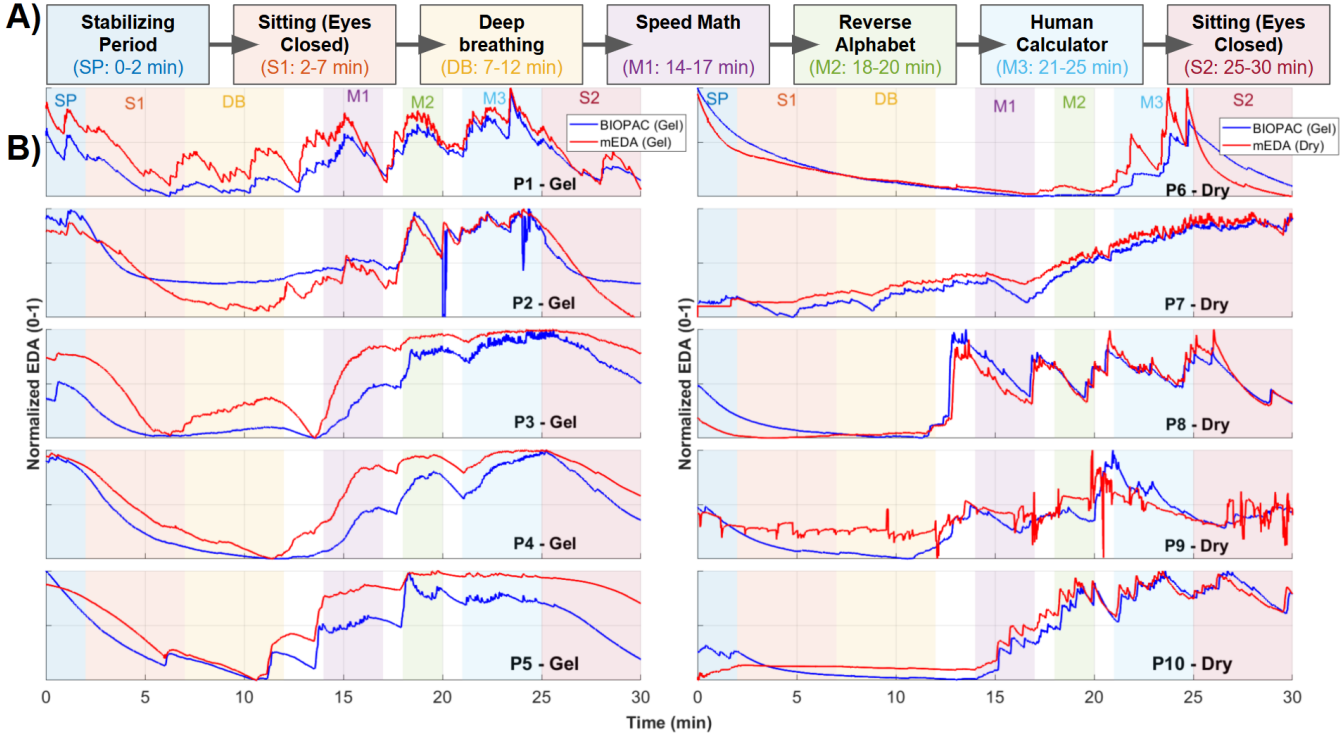 A)
Stabilizing
Period
(SP: 0-2 min)
Sitting (Eyes
Closed)
(S1: 2-7 min)
Deep
breathing
(DB: 7-12 min)
Speed Math
(M1: 14-17 min)
Reverse
Alphabet
(M2: 18-20 min)
Human
Calculator
(M3: 21-25 min)
Sitting (Eyes
Closed)
(S2: 25-30 min)
B)
SP S1 DB M1 M2 M3 S2
BIOPAC (Gel)
mEDA (Gel)
P1 - Gel
P2 - Gel
P3 - Gel
P4 - Gel
P5 - Gel
Normalized EDA (0-1)
0 5 10 15 20 25 30
SP S1 DB M1 M2 M3 S2
BIOPAC (Gel)
mEDA (Dry)
P6 - Dry
P7 - Dry
P8 - Dry
P9 - Dry
P10 - Dry
Normalized EDA (0-1)
0 5 10 15 20 25 30
Time (min)